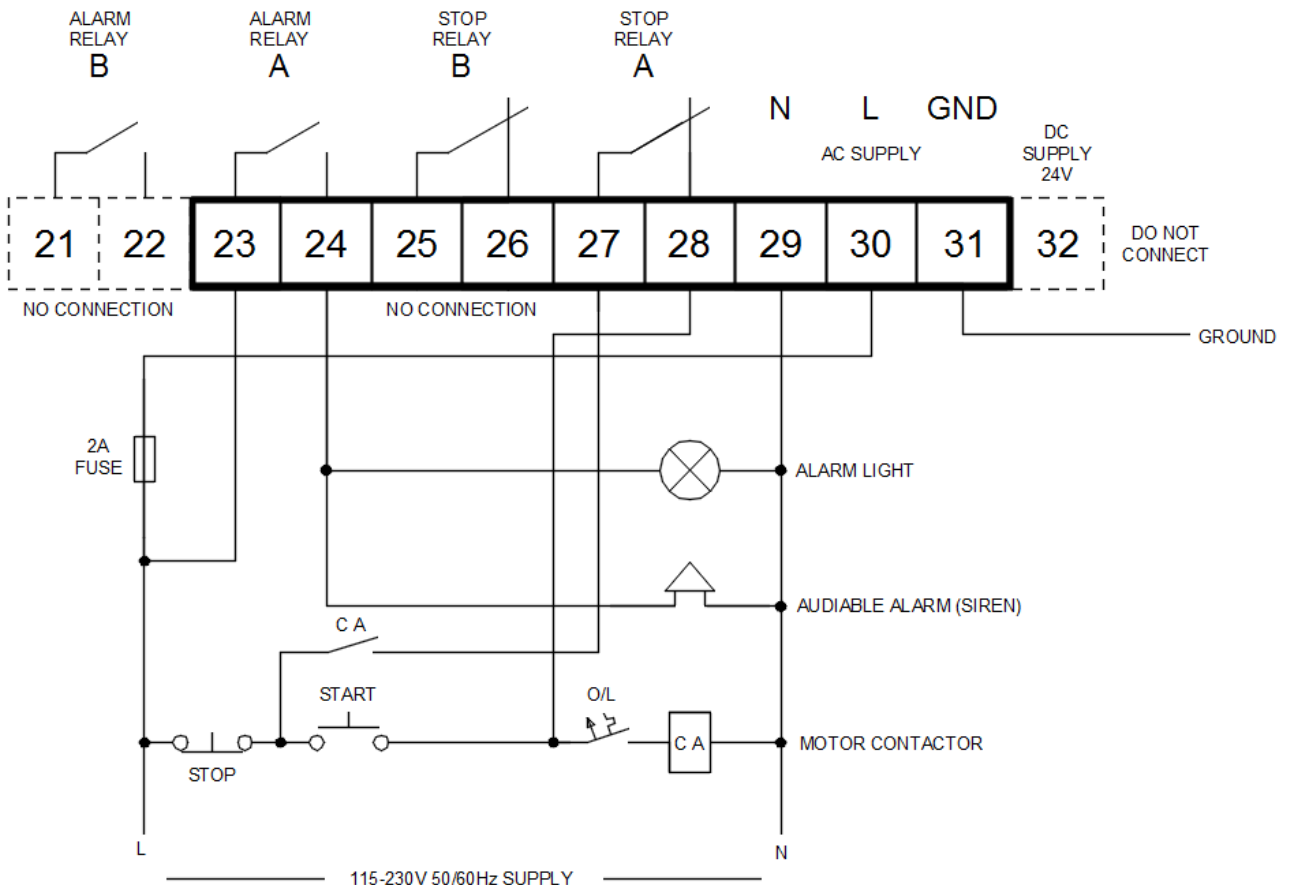 ALARM
RELAY
B
ALARM
RELAY
A
STOP
RELAY
B
STOP
RELAY
A
N L GND
AC SUPPLY
DC
SUPPLY
24V
21 22 23 24 25 26 27 28 29 30 31 32
DO NOT
CONNECT
NO CONNECTION
NO CONNECTION
GROUND
2A
FUSE
ALARM LIGHT
AUDIABLE ALARM (SIREN)
C A
START
O/L
STOP
C A
MOTOR CONTACTOR
L
N
115-230V 50/60Hz SUPPLY